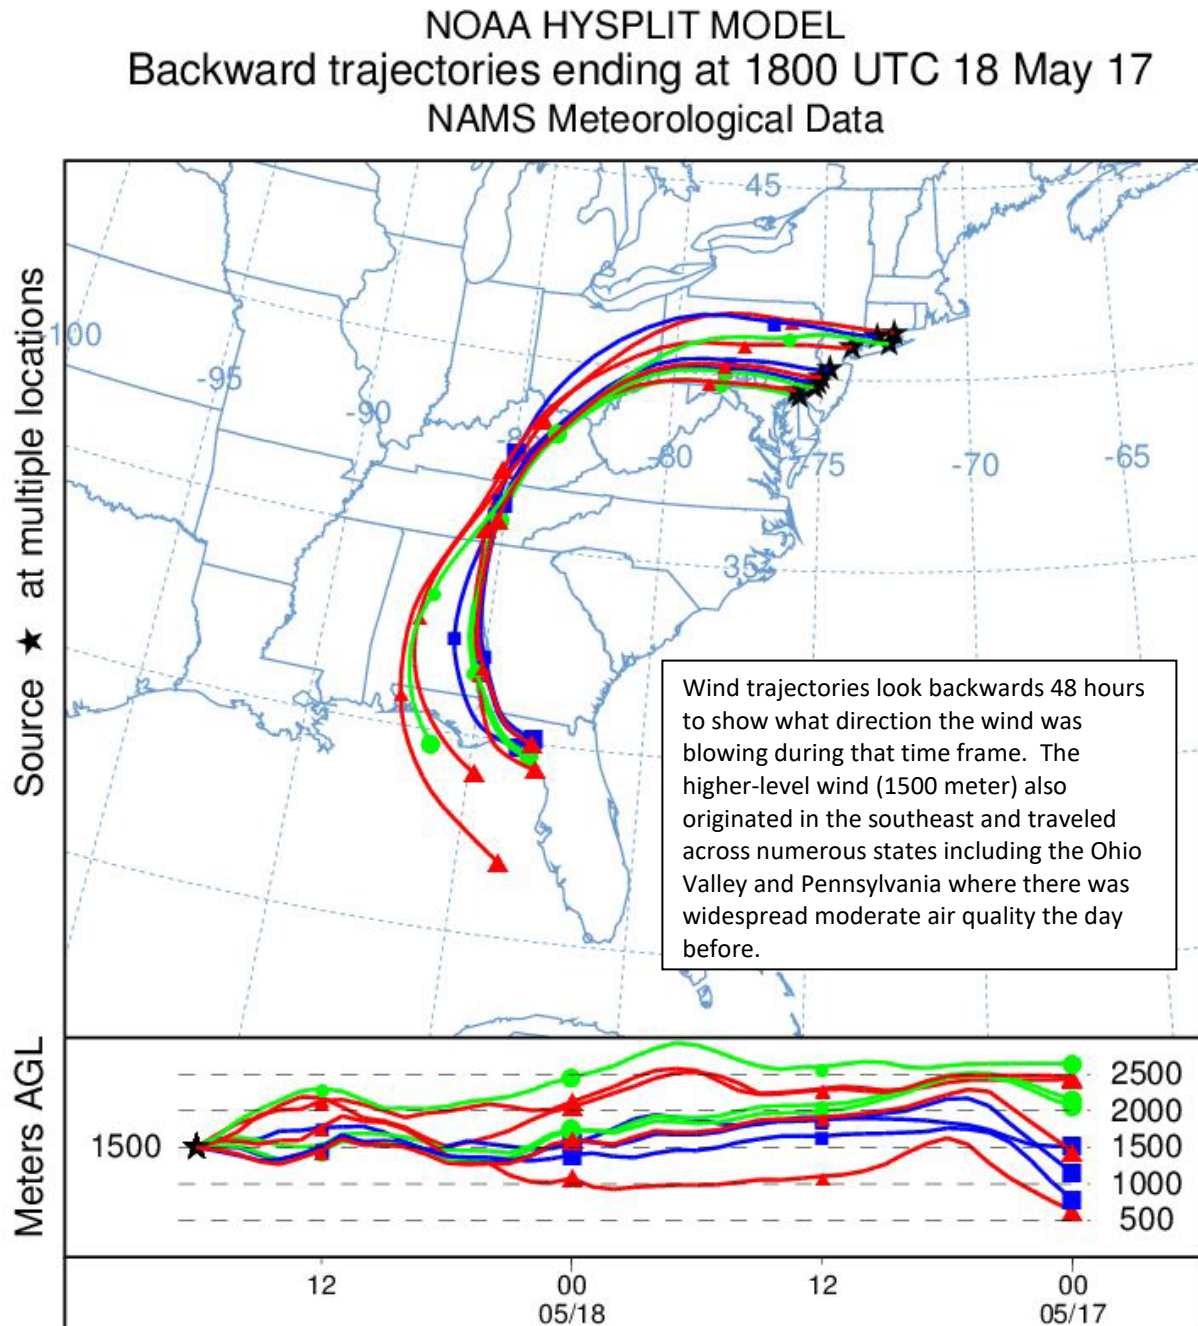 NOAA HYSPLIT MODEL
Backward trajectories ending at 1800 UTC 18 May 17
NAMS Meteorological Data
Source ★ at multiple locations
45
-100
-95
-90
-80
-75
-70
-65
35
Wind trajectories look backwards 48 hours
to show what direction the wind was
blowing during that time frame. The
higher-level wind (1500 meter) also
originated in the southeast and traveled
across numerous states including the Ohio
Valley and Pennsylvania where there was
widespread moderate air quality the day
before.
Meters AGL
1500
2500
2000
1500
1000
500
12
00
12
00
05/18
05/17